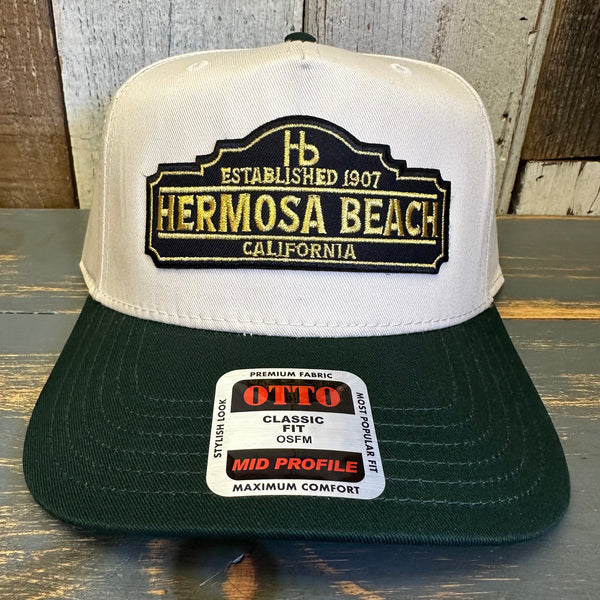 Hb
ESTABLISHED 1907
HERMOSA BEACH
CALIFORNIA
PREMIUM FABRIC
STYLISH LOOK
OTTO
CLASSIC
FIT
OSFM
MID PROFILE
MOST POPULAR FIT
MAXIMUM COMFORT